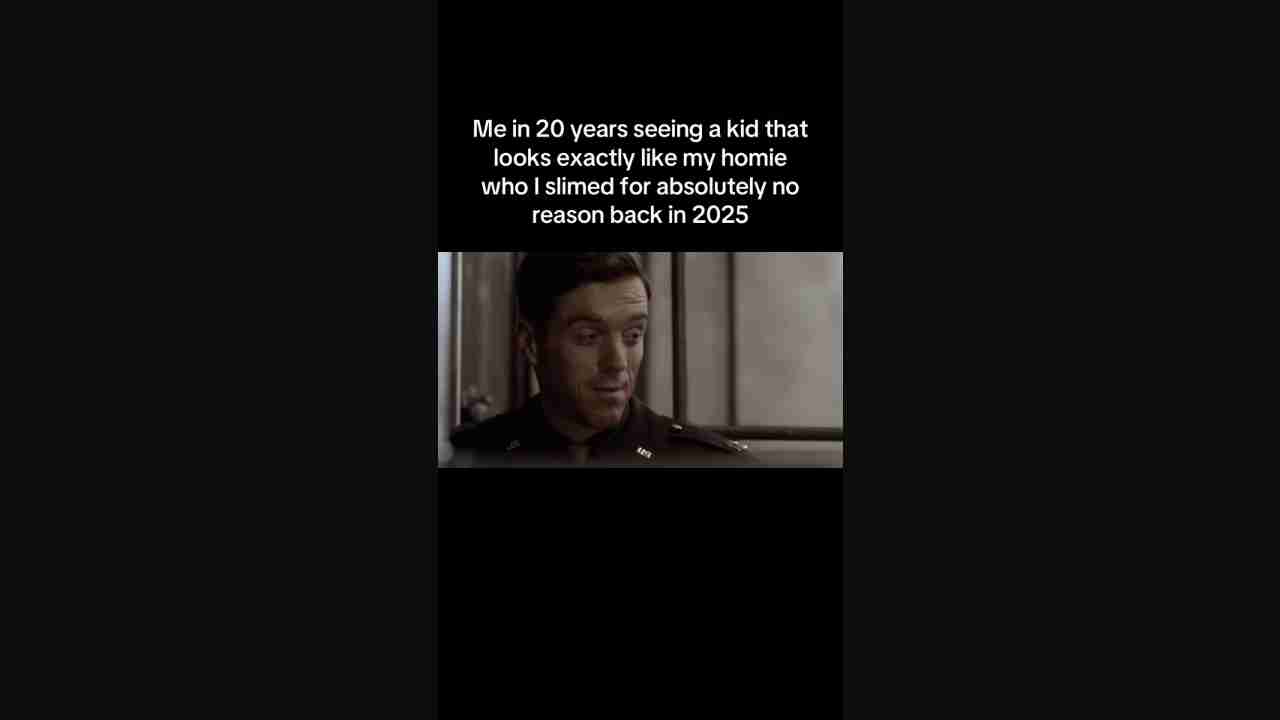 Me in 20 years seeing a kid that
looks exactly like my homie
who I slimed for absolutely no
reason back in 2025